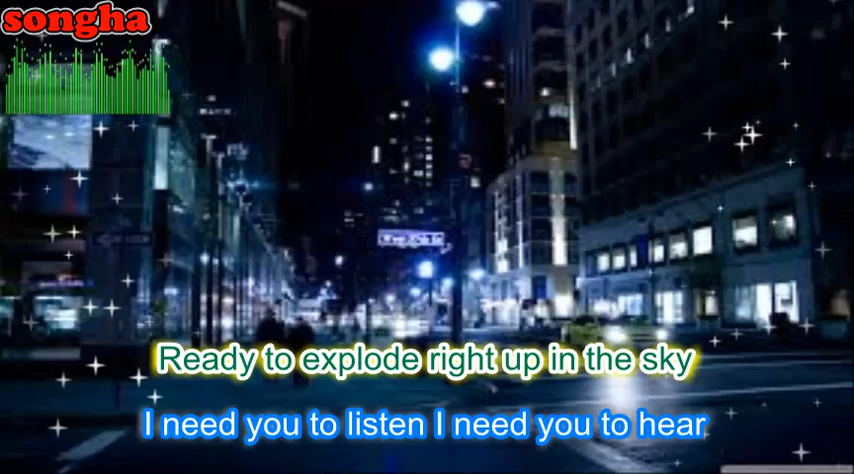 songha
Ready to explode right up in the sky
I need you to listen I need you to hear